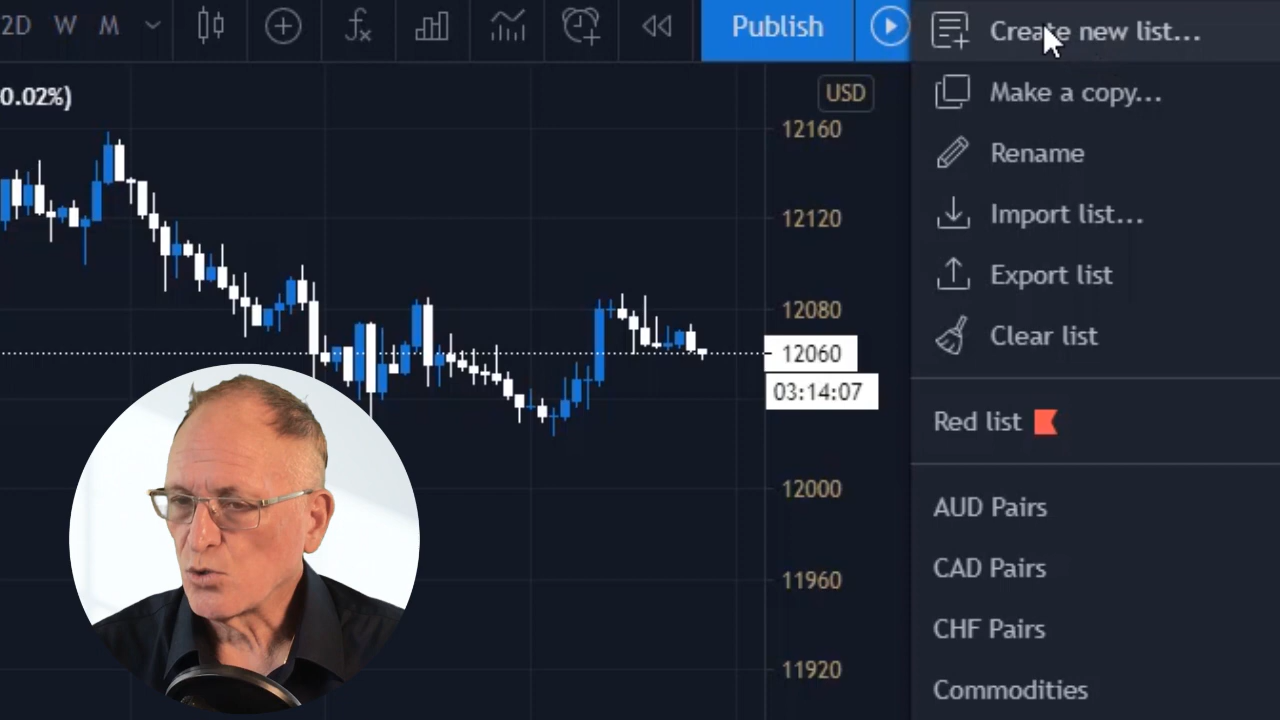 2D W M
Publish
Create new list...
0.02%)
USD
Make a copy...
12160
Rename
12120
Import list...
Export list
12080
Clear list
12060
03:14:07
Red list
12000
AUD Pairs
11960
CAD Pairs
CHF Pairs
11920
Commodities